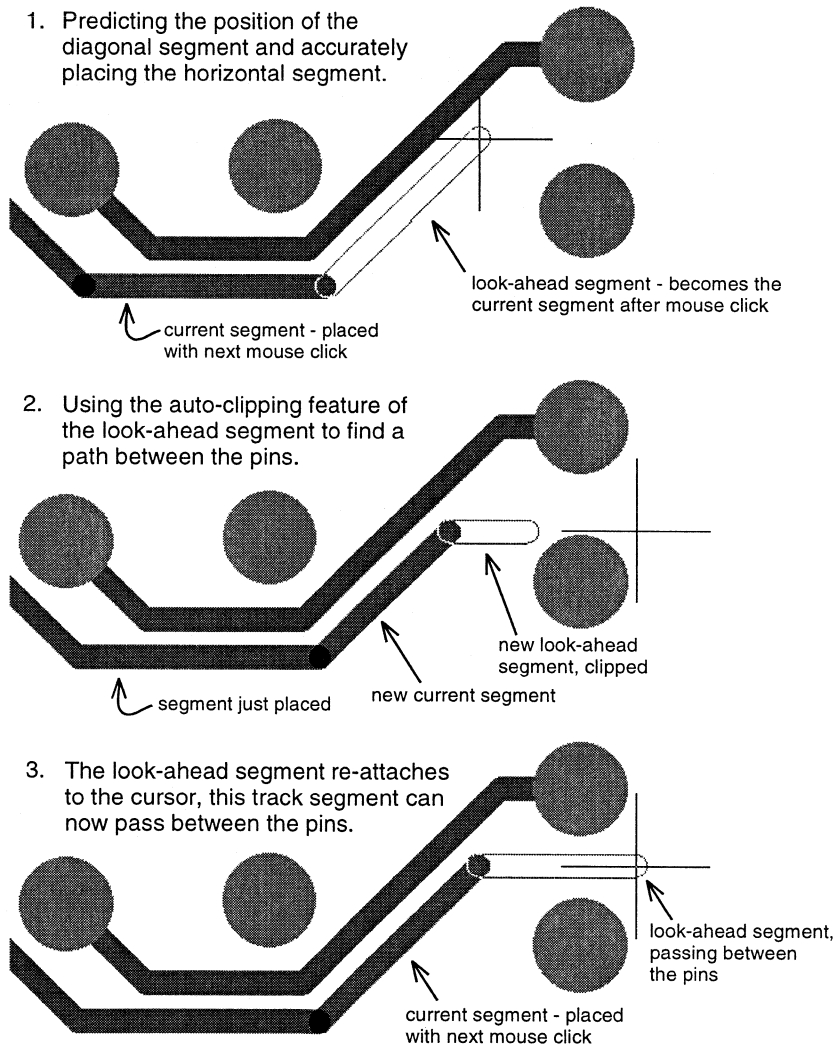 1. Predicting the position of the
diagonal segment and accurately
placing the horizontal segment.
look-ahead segment - becomes the
current segment after mouse click
current segment - placed
with next mouse click
2. Using the auto-clipping feature of
the look-ahead segment to find a
path between the pins.
new look-ahead
segment, clipped
new current segment
segment just placed
3. The look-ahead segment re-attaches
to the cursor, this track segment can
now pass between the pins.
look-ahead segment,
passing between
the pins
current segment - placed
with next mouse click